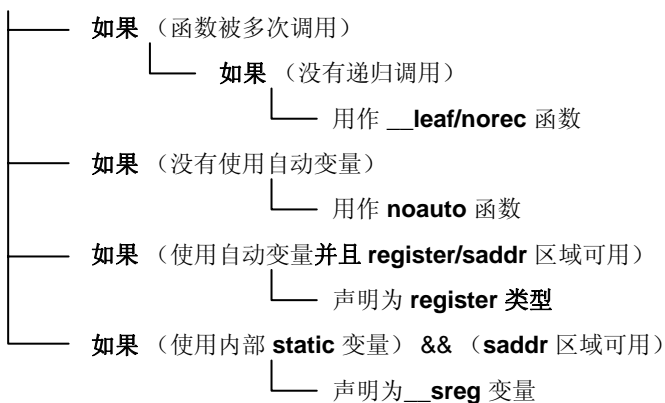 如果 （函数被多次调用）
如果 （没有递归调用）
用作 __leaf/norec 函数
如果 （没有使用自动变量）
用作 noauto 函数
如果 （使用自动变量并且 register/saddr 区域可用）
声明为 register 类型
如果 （使用内部 static 变量） && （saddr 区域可用）
声明为__sreg 变量